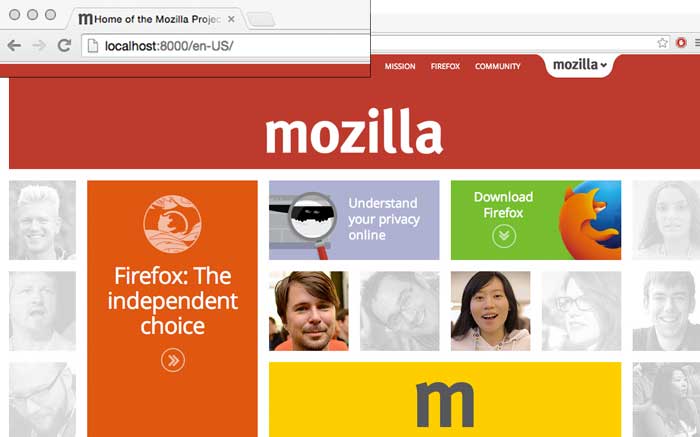 Home of the Mozilla Projec
localhost:8000/en-US/
MISSION FIREFOX COMMUNITY mozilla
mozilla
Firefox: The
independent
choice
Understand
your privacy
online
Download
Firefox
m